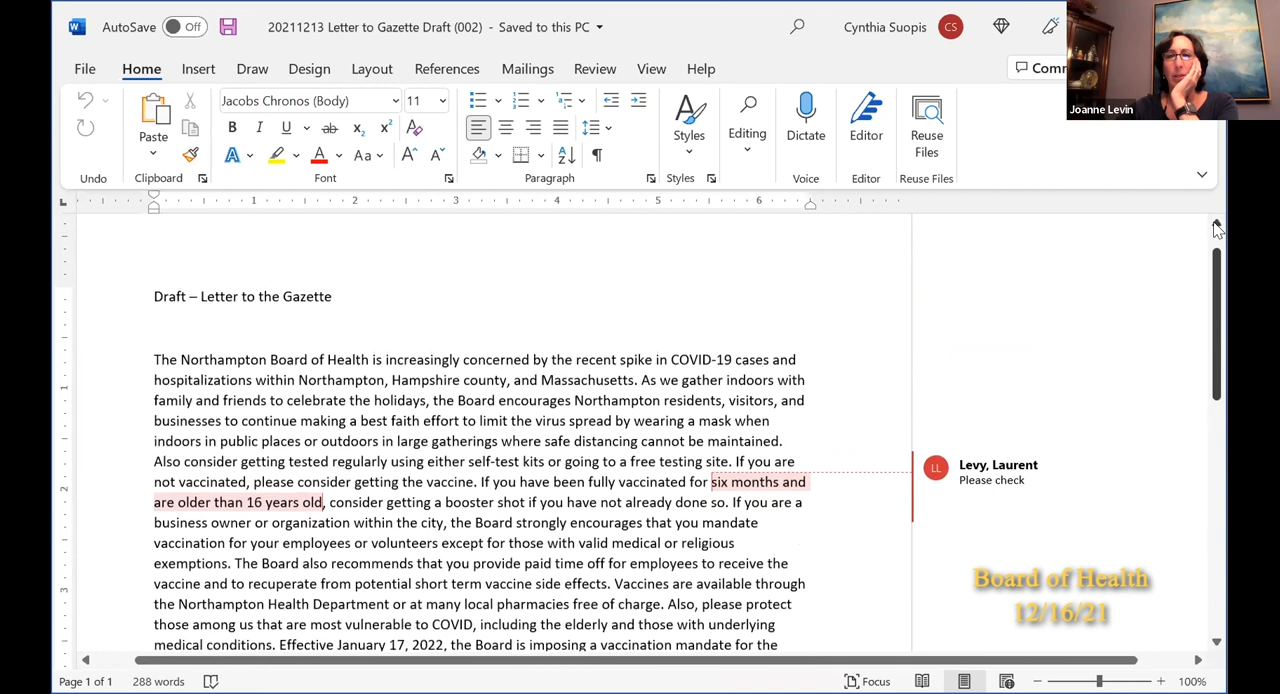 AutoSave Off 20211213 Letter to Gazette Draft (002) - Saved to this PC Cynthia Suopis CS
File Home Insert Draw Design Layout References Mailings Review View Help Comm
Joanne Levin
Jacobs Chronos (Body) 11
Paste Styles Editing Dictate Editor Reuse Files
Undo Clipboard Font Paragraph Styles Voice Editor Reuse Files
1 2 3 4 5 6
Draft – Letter to the Gazette
The Northampton Board of Health is increasingly concerned by the recent spike in COVID-19 cases and
hospitalizations within Northampton, Hampshire county, and Massachusetts. As we gather indoors with
family and friends to celebrate the holidays, the Board encourages Northampton residents, visitors, and
businesses to continue making a best faith effort to limit the virus spread by wearing a mask when
indoors in public places or outdoors in large gatherings where safe distancing cannot be maintained.
Also consider getting tested regularly using either self-test kits or going to a free testing site. If you are
not vaccinated, please consider getting the vaccine. If you have been fully vaccinated for six months and
are older than 16 years old, consider getting a booster shot if you have not already done so. If you are a
business owner or organization within the city, the Board strongly encourages that you mandate
vaccination for your employees or volunteers except for those with valid medical or religious
exemptions. The Board also recommends that you provide paid time off for employees to receive the
vaccine and to recuperate from potential short term vaccine side effects. Vaccines are available through
the Northampton Health Department or at many local pharmacies free of charge. Also, please protect
those among us that are most vulnerable to COVID, including the elderly and those with underlying
medical conditions. Effective January 17, 2022, the Board is imposing a vaccination mandate for the
LL Levy, Laurent
Please check
Board of Health
12/16/21
Page 1 of 1 288 words Focus 100%